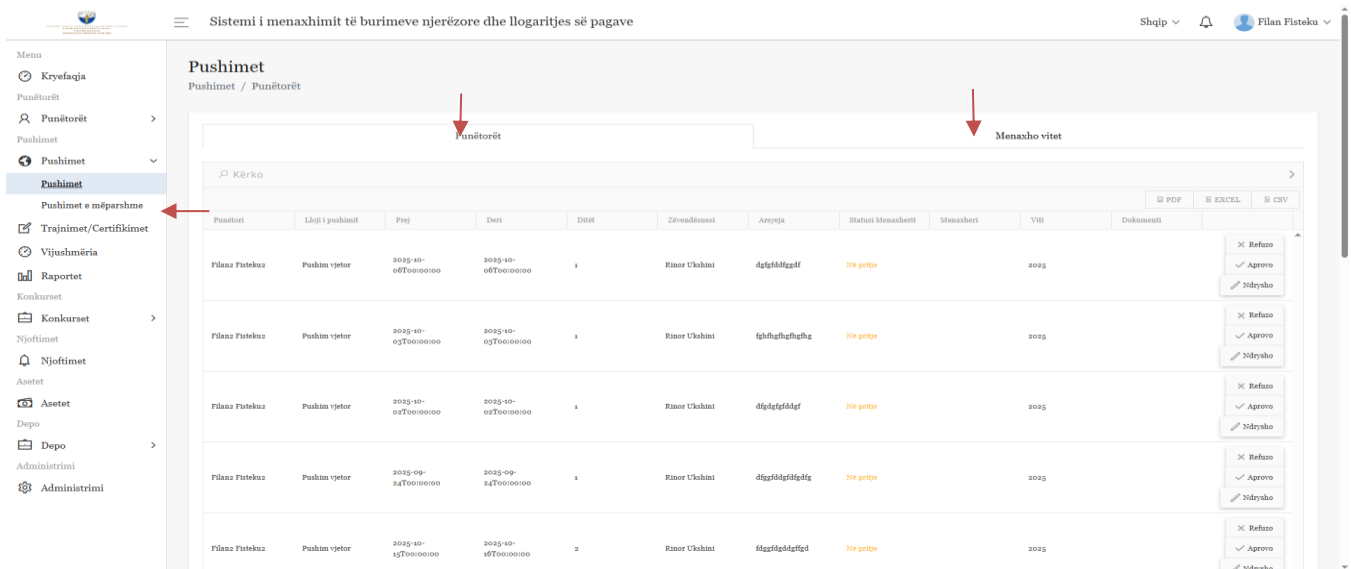 Sistemi i menaxhimit të burimeve njerëzore dhe llogaritjes së pagave
Shqip
Filan Fisteku
Menu
Kryefaqja
Punëtorët
Punëtorët
Pushimet
Pushimet
Pushimet
Pushimet e mëparshme
Trajnimet/Certifikimet
Vijushmëria
Raportet
Konkurset
Konkurset
Njoftimet
Njoftimet
Asetet
Asetet
Depo
Depo
Administrimi
Administrimi
Pushimet
Pushimet / Punëtorët
Punëtorët Menaxho vitet
Kërko
PDF EXCEL CSV
Punëtori Lloji i pushimit Prej Deri Ditët Zëvendësuesi Arsyeja Statusi Menaxherit Menaxheri Viti Dokumenti
Refuzo
Filan2 Fisteku2 Pushim vjetor 2025-10-06T00:00:00 2025-10-06T00:00:00 1 Rinor Ukshini dgfgfddfggdf Në pritje 2025 Aprovo
Ndrysho
Refuzo
Filan2 Fisteku2 Pushim vjetor 2025-10-03T00:00:00 2025-10-03T00:00:00 1 Rinor Ukshini fghfhgfhgfhgfhg Në pritje 2025 Aprovo
Ndrysho
Refuzo
Filan2 Fisteku2 Pushim vjetor 2025-10-02T00:00:00 2025-10-02T00:00:00 1 Rinor Ukshini dfgdgfgfddgf Në pritje 2025 Aprovo
Ndrysho
Refuzo
Filan2 Fisteku2 Pushim vjetor 2025-09-24T00:00:00 2025-09-24T00:00:00 1 Rinor Ukshini dfggfdgfdfgdfg Në pritje 2025 Aprovo
Ndrysho
Refuzo
Filan2 Fisteku2 Pushim vjetor 2025-10-15T00:00:00 2025-10-16T00:00:00 2 Rinor Ukshini fdggfdgddgffgd Në pritje 2025 Aprovo
Ndrysho